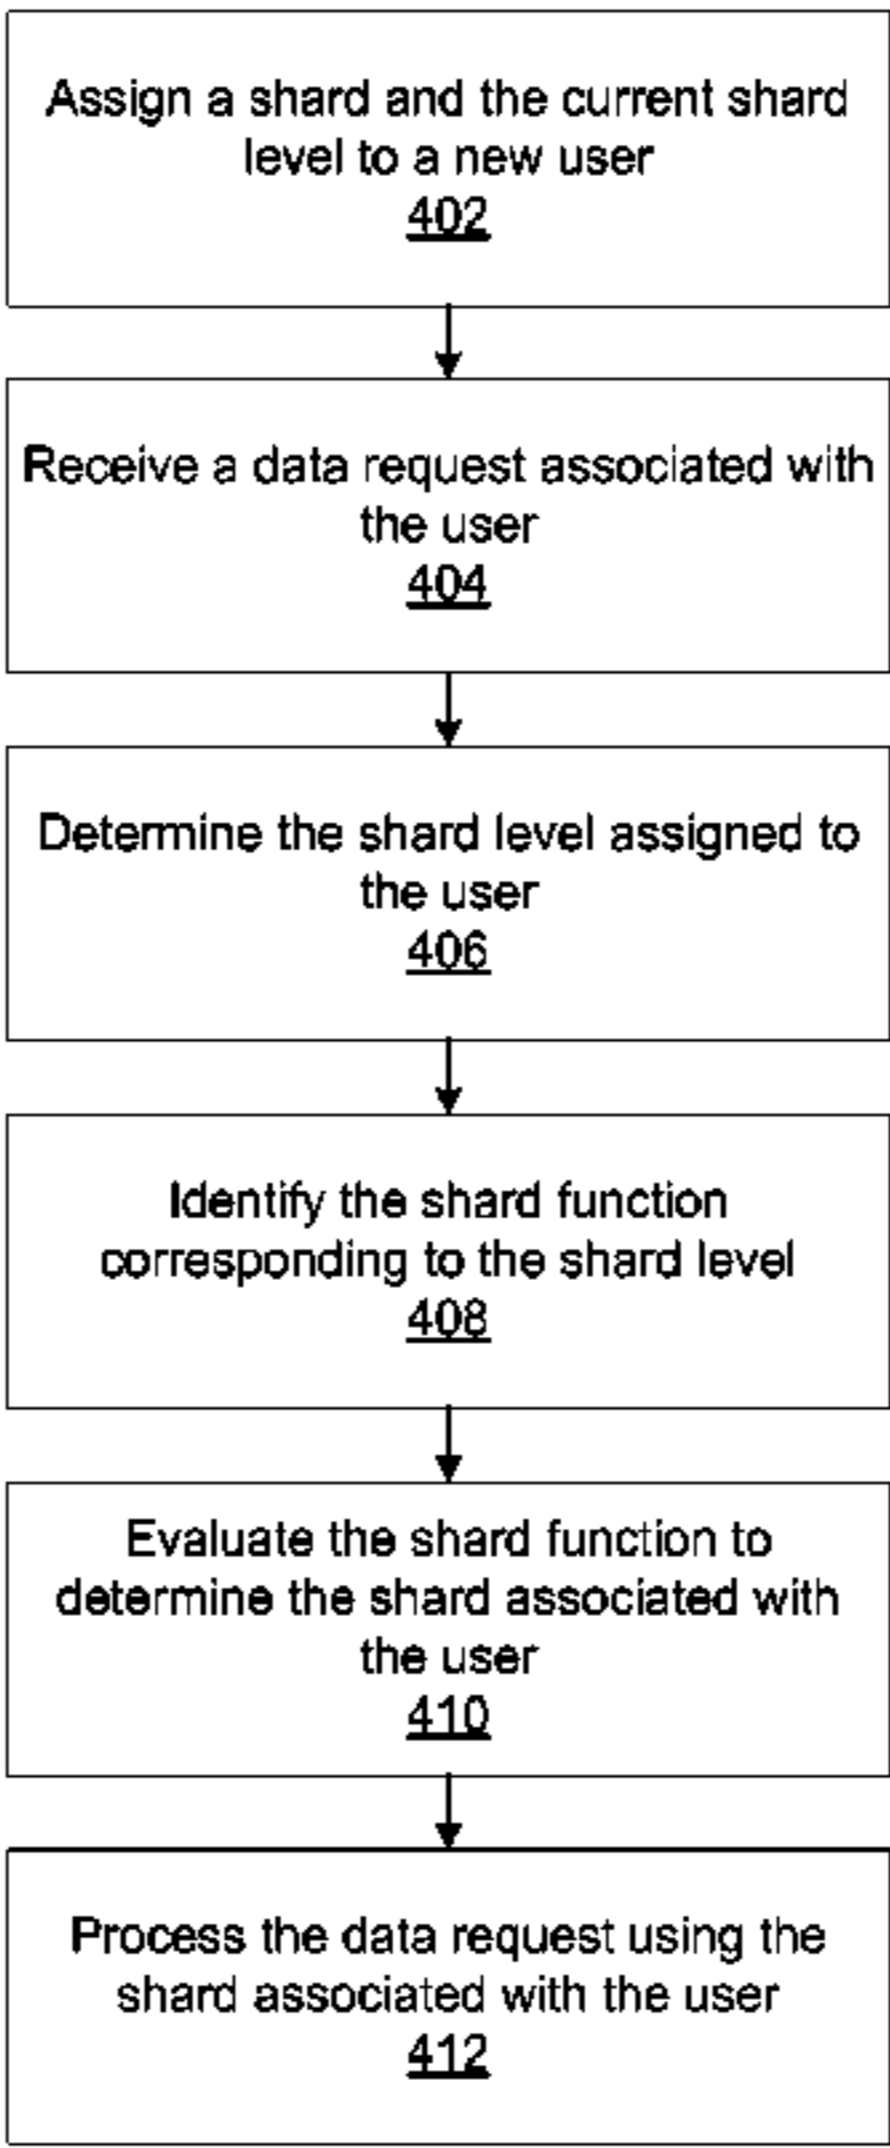 Assign a shard and the current shard
level to a new user
402
Receive a data request associated with
the user
404
Determine the shard level assigned to
the user
406
Identify the shard function
corresponding to the shard level
408
Evaluate the shard function to
determine the shard associated with
the user
410
Process the data request using the
shard associated with the user
412